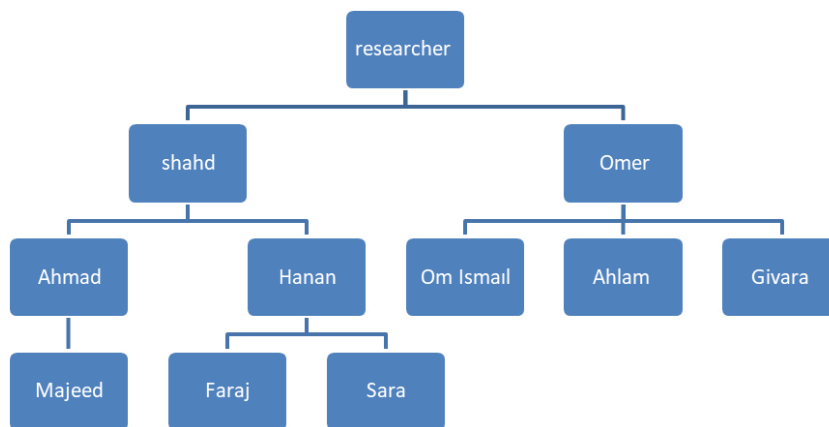 researcher
shahd
Omer
Ahmad
Hanan
Om Ismaıl
Ahlam
Givara
Majeed
Faraj
Sara